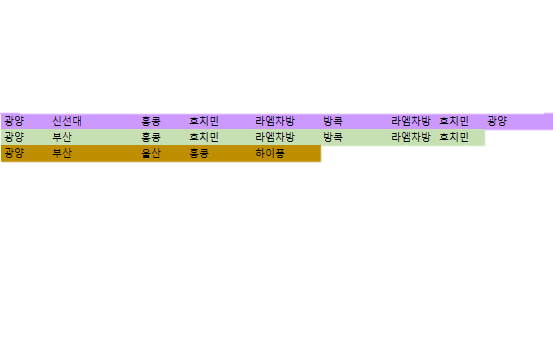 광양 신선대 홍콩 호치민 라엠차방 방콕 라엠차방 호치민 광양
광양 부산 홍콩 호치민 라엠차방 방콕 라엠차방 호치민
광양 부산 울산 홍콩 하이퐁